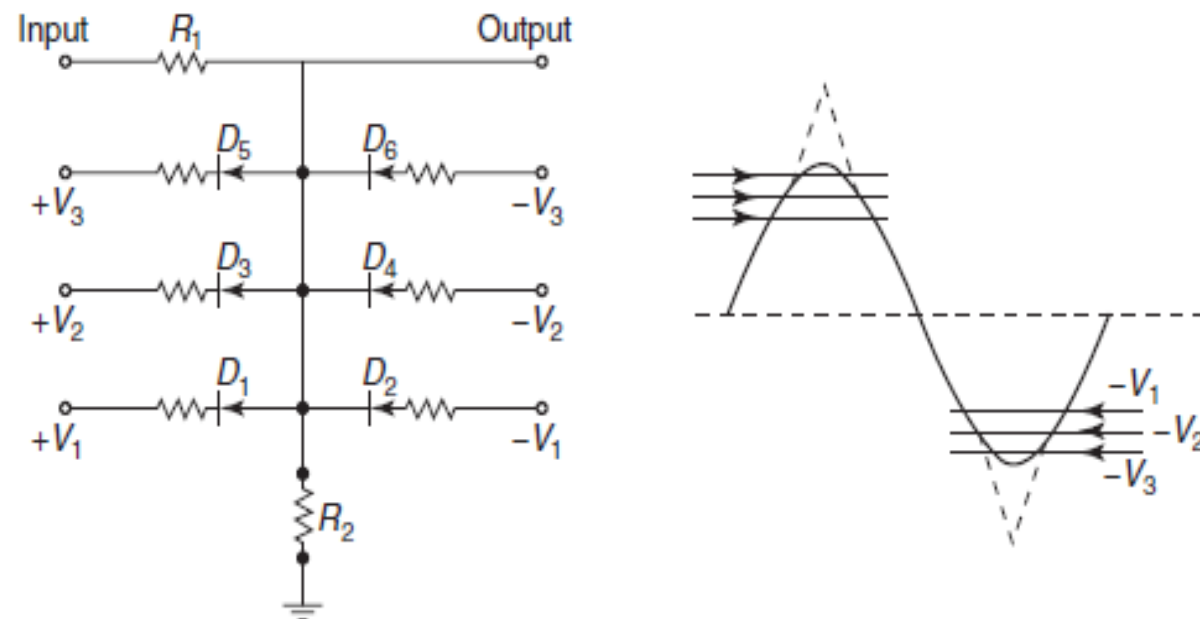 Input R₁ Output
D₅ D₆
+V₃ −V₃
D₃ D₄
+V₂ −V₂
D₁ D₂
+V₁ −V₁
R₂
−V₁
−V₂
−V₃